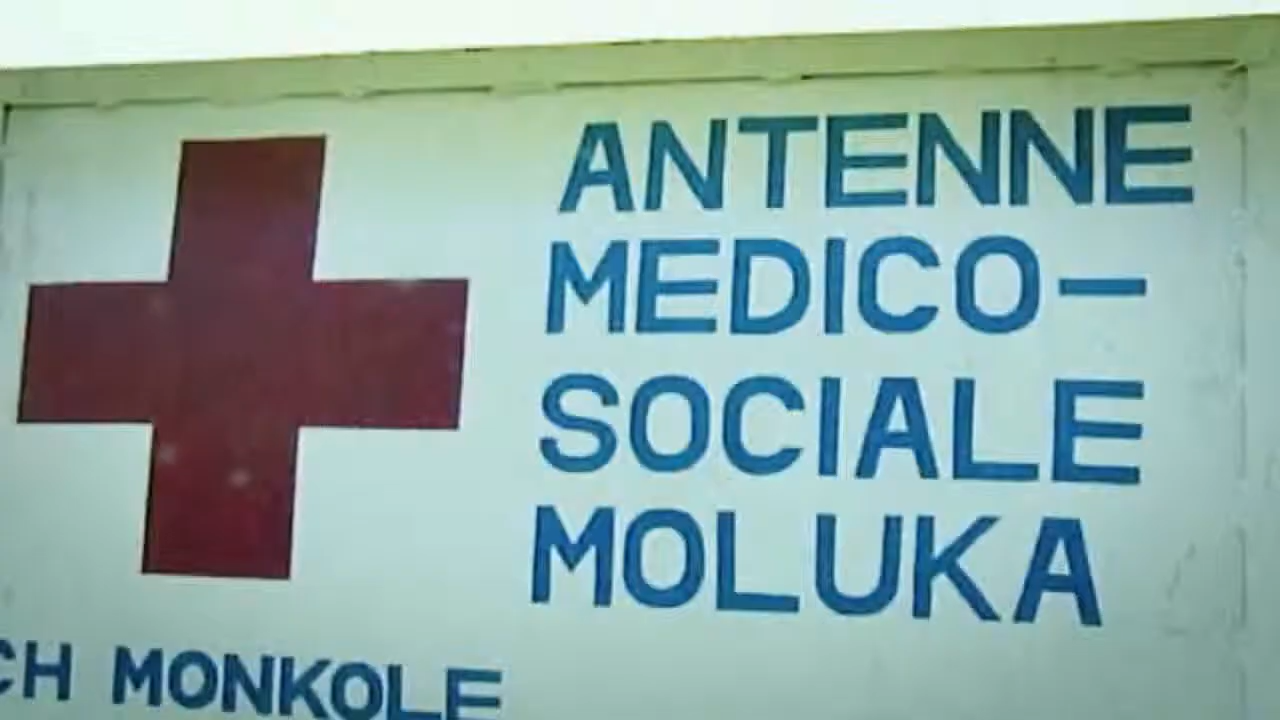 ANTENNE
MEDICO-
SOCIALE
MOLUKA
CH MONKOLE